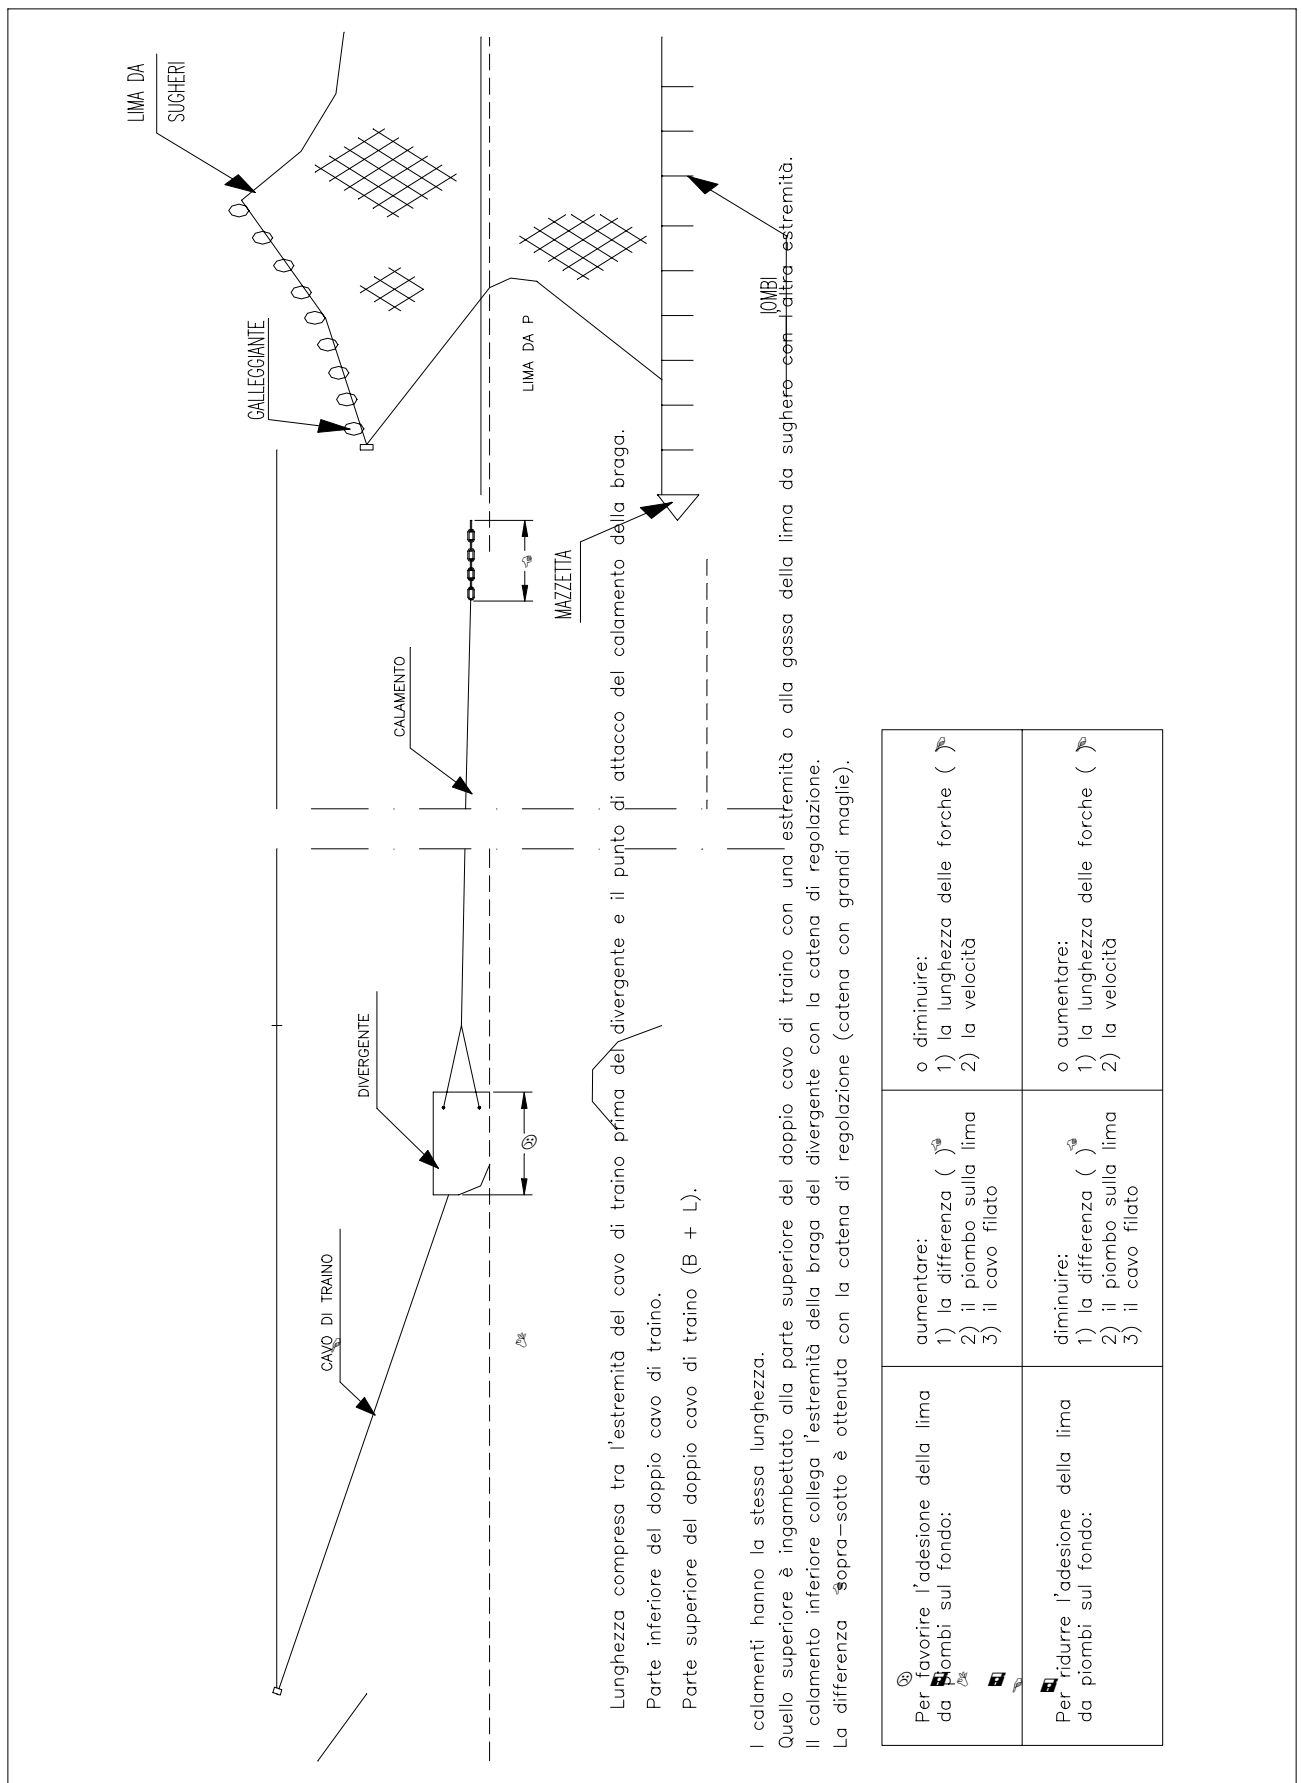 LIMA DA
SUGHERI
GALLEGGIANTE
LIMA DA P
IOMBI
MAZZETTA
CALAMENTO
DIVERGENTE
CAVO DI TRAINO
Lunghezza compresa tra l'estremità del cavo di traino prima del divergente e il punto di attacco del calamento della braga.
Parte inferiore del doppio cavo di traino.
Parte superiore del doppio cavo di traino (B + L).
I calamenti hanno la stessa lunghezza.
Quello superiore è ingambettato alla parte superiore del doppio cavo di traino con una estremità o alla gassa della lima da sughero con l'altra estremità.
Il calamento inferiore collega l'estremità della braga del divergente con la catena di regolazione.
La differenza sopra-sotto è ottenuta con la catena di regolazione (catena con grandi maglie).
Per favorire l'adesione della lima
da piombi sul fondo:
aumentare:
1) la differenza ( )
2) il piombo sulla lima
3) il cavo filato
o diminuire:
1) la lunghezza delle forche ( )
2) la velocità
Per ridurre l'adesione della lima
da piombi sul fondo:
diminuire:
1) la differenza ( )
2) il piombo sulla lima
3) il cavo filato
o aumentare:
1) la lunghezza delle forche ( )
2) la velocità